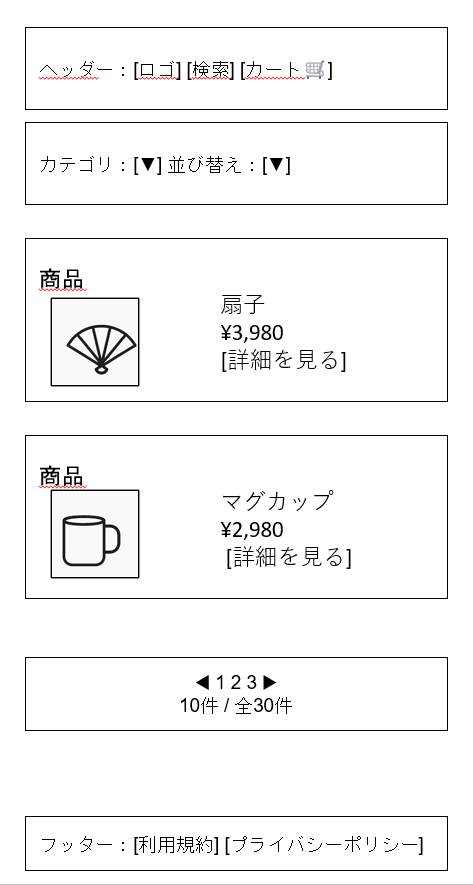 ヘッダー：[ロゴ] [検索] [カート🛒]
カテゴリ：[▼] 並び替え：[▼]
商品
扇子
¥3,980
[詳細を見る]
商品
マグカップ
¥2,980
[詳細を見る]
◀ 1 2 3 ▶
10件 / 全30件
フッター：[利用規約] [プライバシーポリシー]